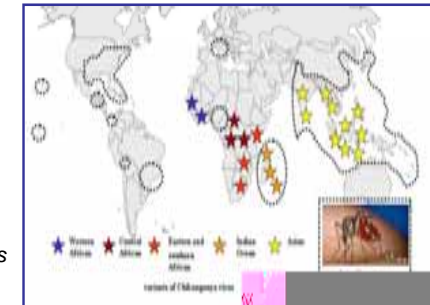 s
Western Central Eastern and Indian Asian
African African southern Ocean
African
variants of Chikungunya virus